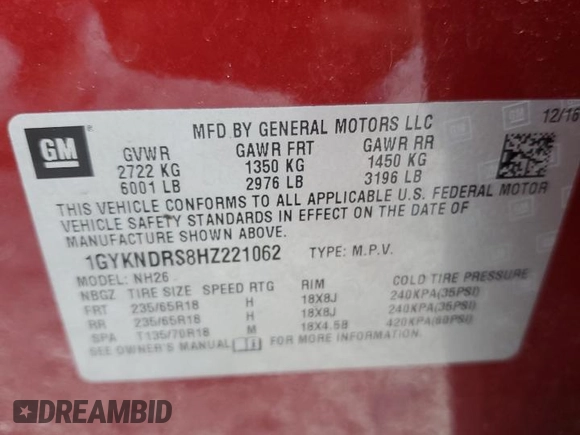 GM
MFD BY GENERAL MOTORS LLC
12/16
GVWR GAWR FRT GAWR RR
2722 KG 1350 KG 1450 KG
6001 LB 2976 LB 3196 LB
THIS VEHICLE CONFORMS TO ALL APPLICABLE U.S. FEDERAL MOTOR
VEHICLE SAFETY STANDARDS IN EFFECT ON THE DATE OF
MANUFACTURE SHOWN ABOVE.
1GYKNDRS8HZ221062 TYPE: M.P.V.
MODEL: NH26
NBGZ TIRE SIZE SPEED RTG RIM COLD TIRE PRESSURE
FRT 235/65R18 H 18X8J 240KPA(35PSI)
RR 235/65R18 H 18X8J 240KPA(35PSI)
SPA T135/70R18 M 18X4.5B 420KPA(60PSI)
SEE OWNER'S MANUAL FOR MORE INFORMATION.
DREAMBID